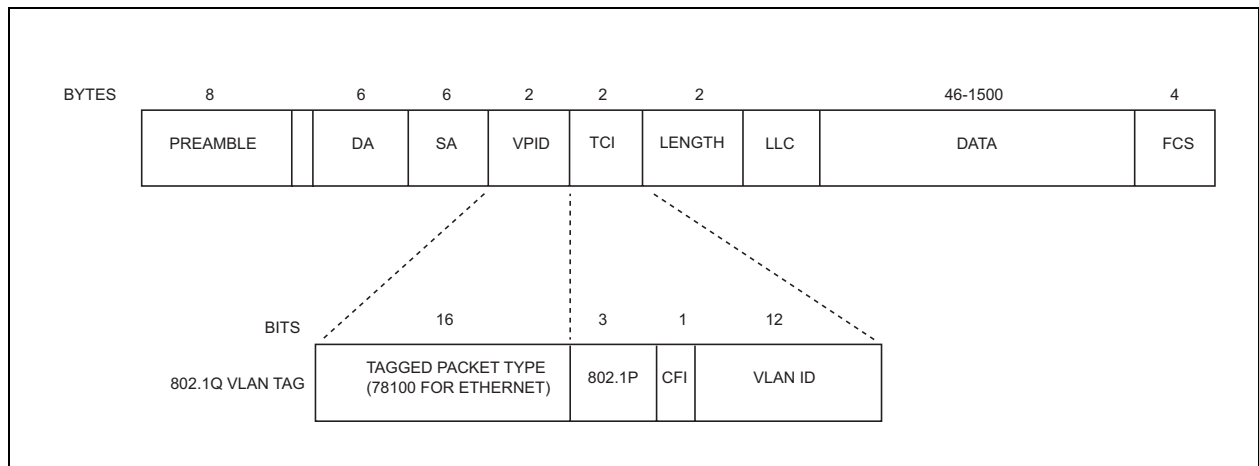 BYTES 8 6 6 2 2 2 46-1500 4
PREAMBLE DA SA VPID TCI LENGTH LLC DATA FCS
BITS 16 3 1 12
802.1Q VLAN TAG
TAGGED PACKET TYPE
(78100 FOR ETHERNET)
802.1P CFI VLAN ID